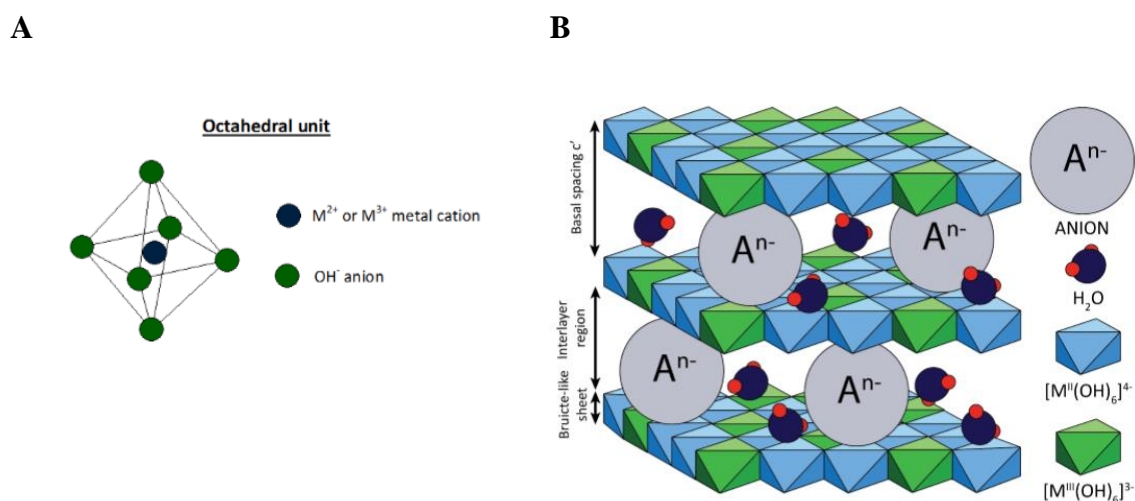 A
B
Octahedral unit
M²⁺ or M³⁺ metal cation
OH⁻ anion
Basal spacing c'
Interlayer
region
Bruicte-like
sheet
Aⁿ⁻
Aⁿ⁻
Aⁿ⁻
Aⁿ⁻
Aⁿ⁻
ANION
H₂O
[Mᴵᴵ(OH)₆]⁴⁻
[Mᴵᴵᴵ(OH)₆]³⁻